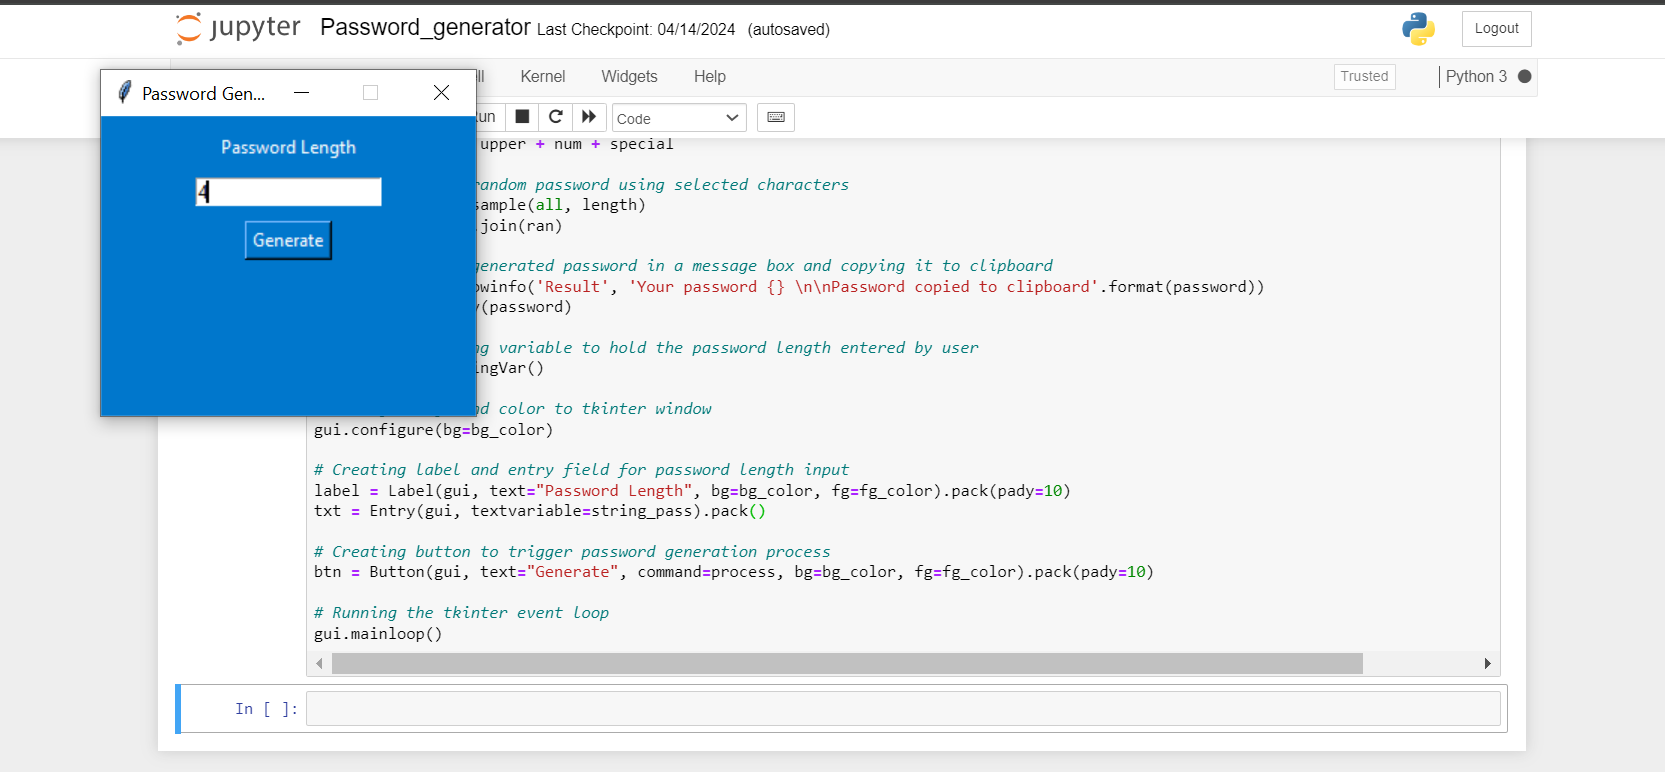 jupyter Password_generator Last Checkpoint: 04/14/2024 (autosaved)
Logout
Kernel Widgets Help
Trusted
Python 3
Code
Password Gen...
Password Length
4
Generate
upper + num + special
random password using selected characters
sample(all, length)
join(ran)
generated password in a message box and copying it to clipboard
owinfo('Result', 'Your password {} \n\nPassword copied to clipboard'.format(password))
(password)
ng variable to hold the password length entered by user
ingVar()
nd color to tkinter window
gui.configure(bg=bg_color)
# Creating label and entry field for password length input
label = Label(gui, text="Password Length", bg=bg_color, fg=fg_color).pack(pady=10)
txt = Entry(gui, textvariable=string_pass).pack()
# Creating button to trigger password generation process
btn = Button(gui, text="Generate", command=process, bg=bg_color, fg=fg_color).pack(pady=10)
# Running the tkinter event loop
gui.mainloop()
In [ ]: